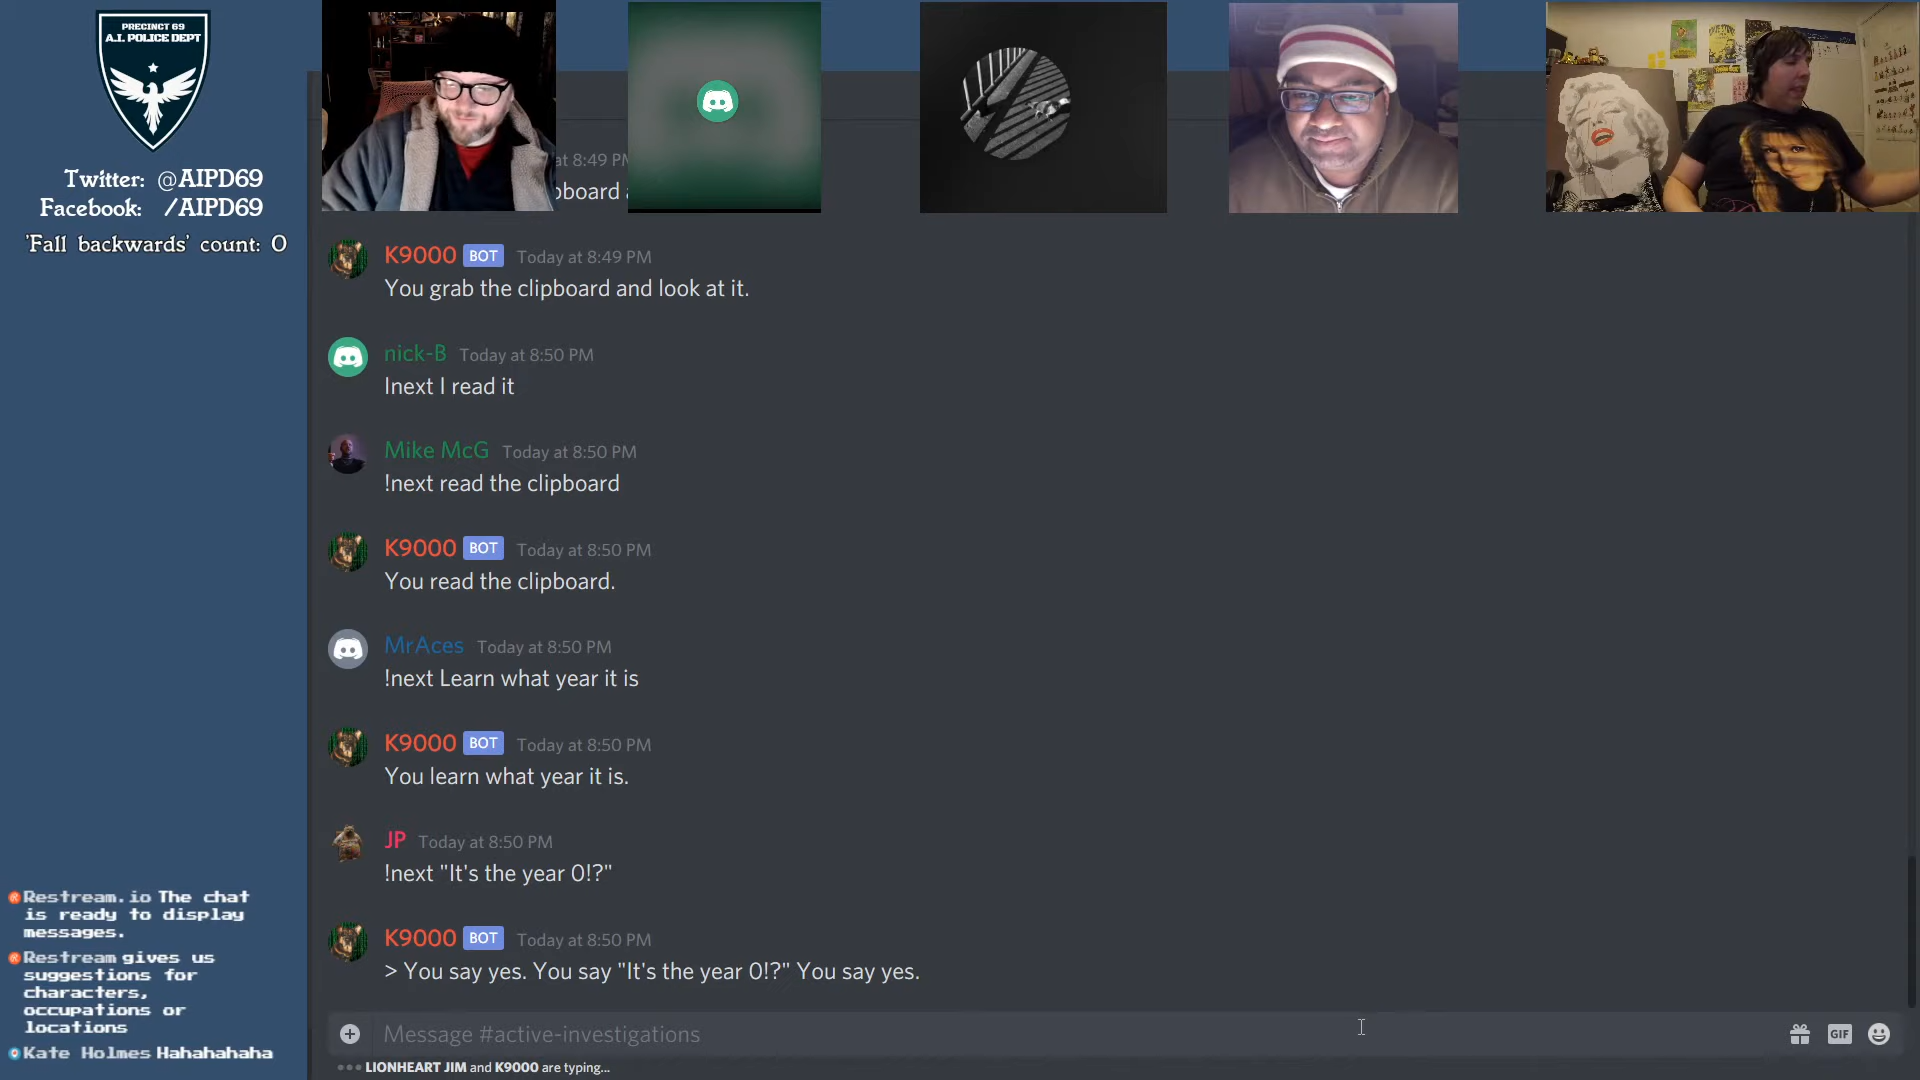 PRECINCT 69
A.I. POLICE DEPT
Twitter: @AIPD69
Facebook: /AIPD69
'Fall backwards' count: 0
at 8:49 PM
K9000 BOT Today at 8:49 PM
You grab the clipboard and look at it.
nick-B Today at 8:50 PM
Inext I read it
Mike McG Today at 8:50 PM
!next read the clipboard
K9000 BOT Today at 8:50 PM
You read the clipboard.
MrAces Today at 8:50 PM
!next Learn what year it is
K9000 BOT Today at 8:50 PM
You learn what year it is.
JP Today at 8:50 PM
!next "It's the year 0!?"
K9000 BOT Today at 8:50 PM
> You say yes. You say "It's the year 0!?" You say yes.
Message #active-investigations
GIF
LIONHEART JIM and K9000 are typing...
Restream.io The chat
is ready to display
messages.
Restream gives us
suggestions for
characters,
occupations or
locations
Kate Holmes Hahahahaha